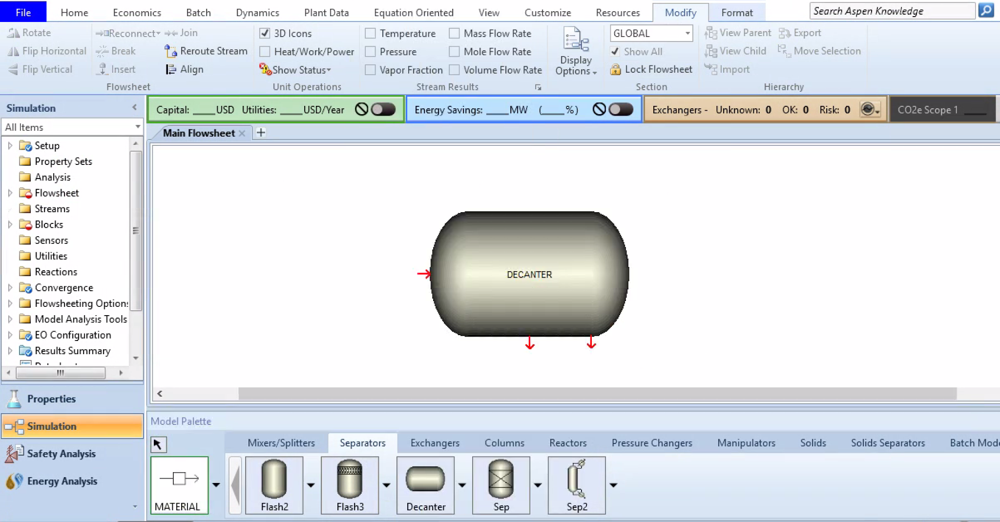 File Home Economics Batch Dynamics Plant Data Equation Oriented View Customize Resources Modify Format Search Aspen Knowledge
Rotate Reconnect Join 3D Icons Temperature Mass Flow Rate GLOBAL View Parent Export
Flip Horizontal Break Reroute Stream Heat/Work/Power Pressure Mole Flow Rate Display Options Show All View Child Move Selection
Flip Vertical Insert Align Show Status Vapor Fraction Volume Flow Rate Lock Flowsheet Import
Flowsheet Unit Operations Stream Results Section Hierarchy
Simulation Capital: ____USD Utilities: ____USD/Year Energy Savings: ____MW (____%) Exchangers - Unknown: 0 OK: 0 Risk: 0 CO2e Scope 1 ____
All Items Main Flowsheet
Setup
Property Sets
Analysis
Flowsheet
Streams
Blocks
Sensors
Utilities
Reactions
Convergence
Flowsheeting Option
Model Analysis Tools
EO Configuration
Results Summary
DECANTER
Properties
Simulation
Safety Analysis
Energy Analysis
Model Palette
Mixers/Splitters Separators Exchangers Columns Reactors Pressure Changers Manipulators Solids Solids Separators Batch Mod
MATERIAL Flash2 Flash3 Decanter Sep Sep2